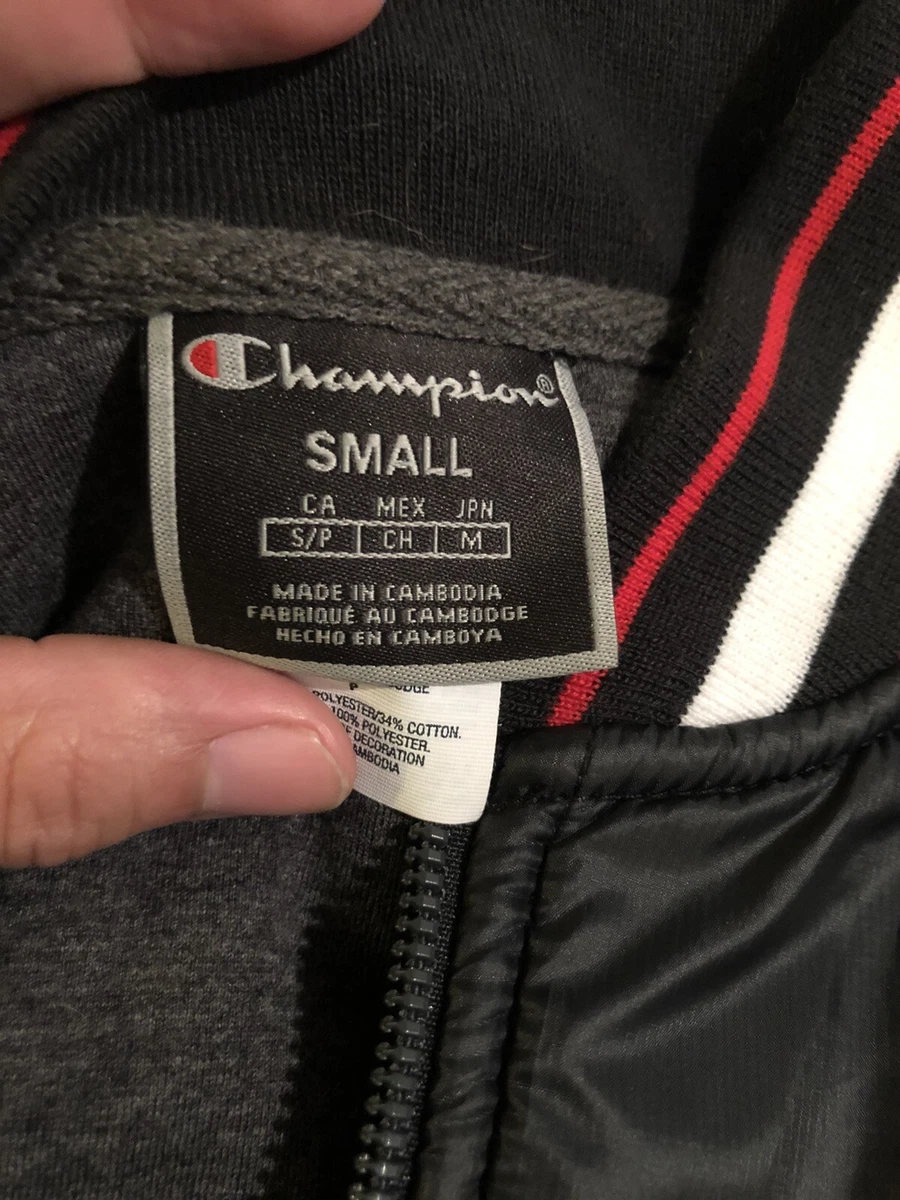 Champion®
SMALL
CA MEX JPN
S/P CH M
MADE IN CAMBODIA
FABRIQUÉ AU CAMBODGE
HECHO EN CAMBOYA
POLYESTER/34% COTTON.
100% POLYESTER.
DECORATION